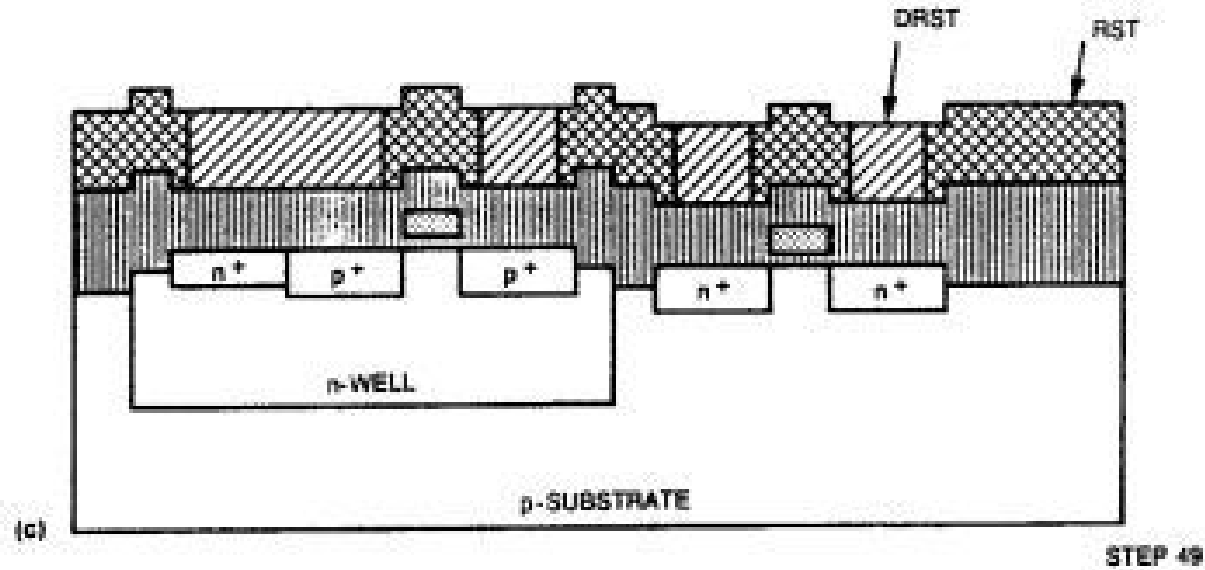 DRST
RST
n+
p+
p+
n+
n+
n-WELL
p-SUBSTRATE
(c)
STEP 49